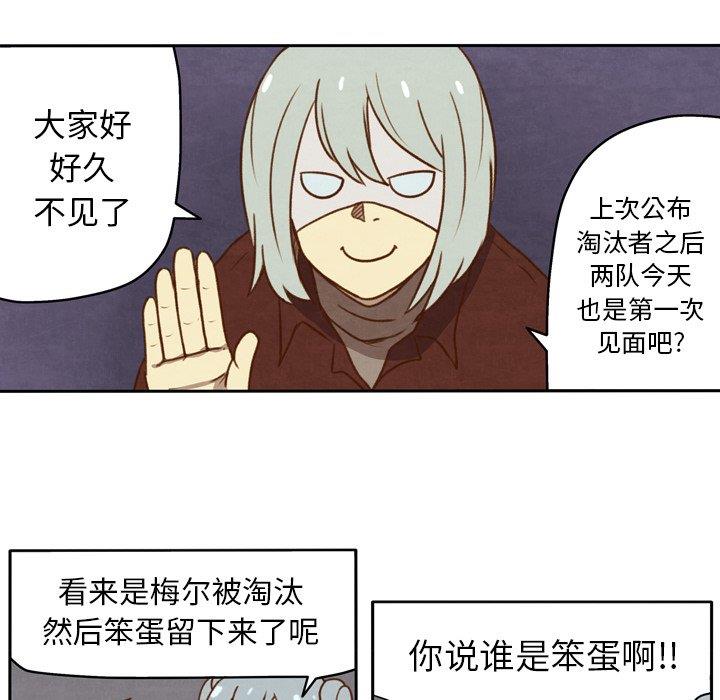 大家好
好久
不见了
上次公布
淘汰者之后
两队今天
也是第一次
见面吧?
看来是梅尔被淘汰
然后笨蛋留下来了呢
你说谁是笨蛋啊!!